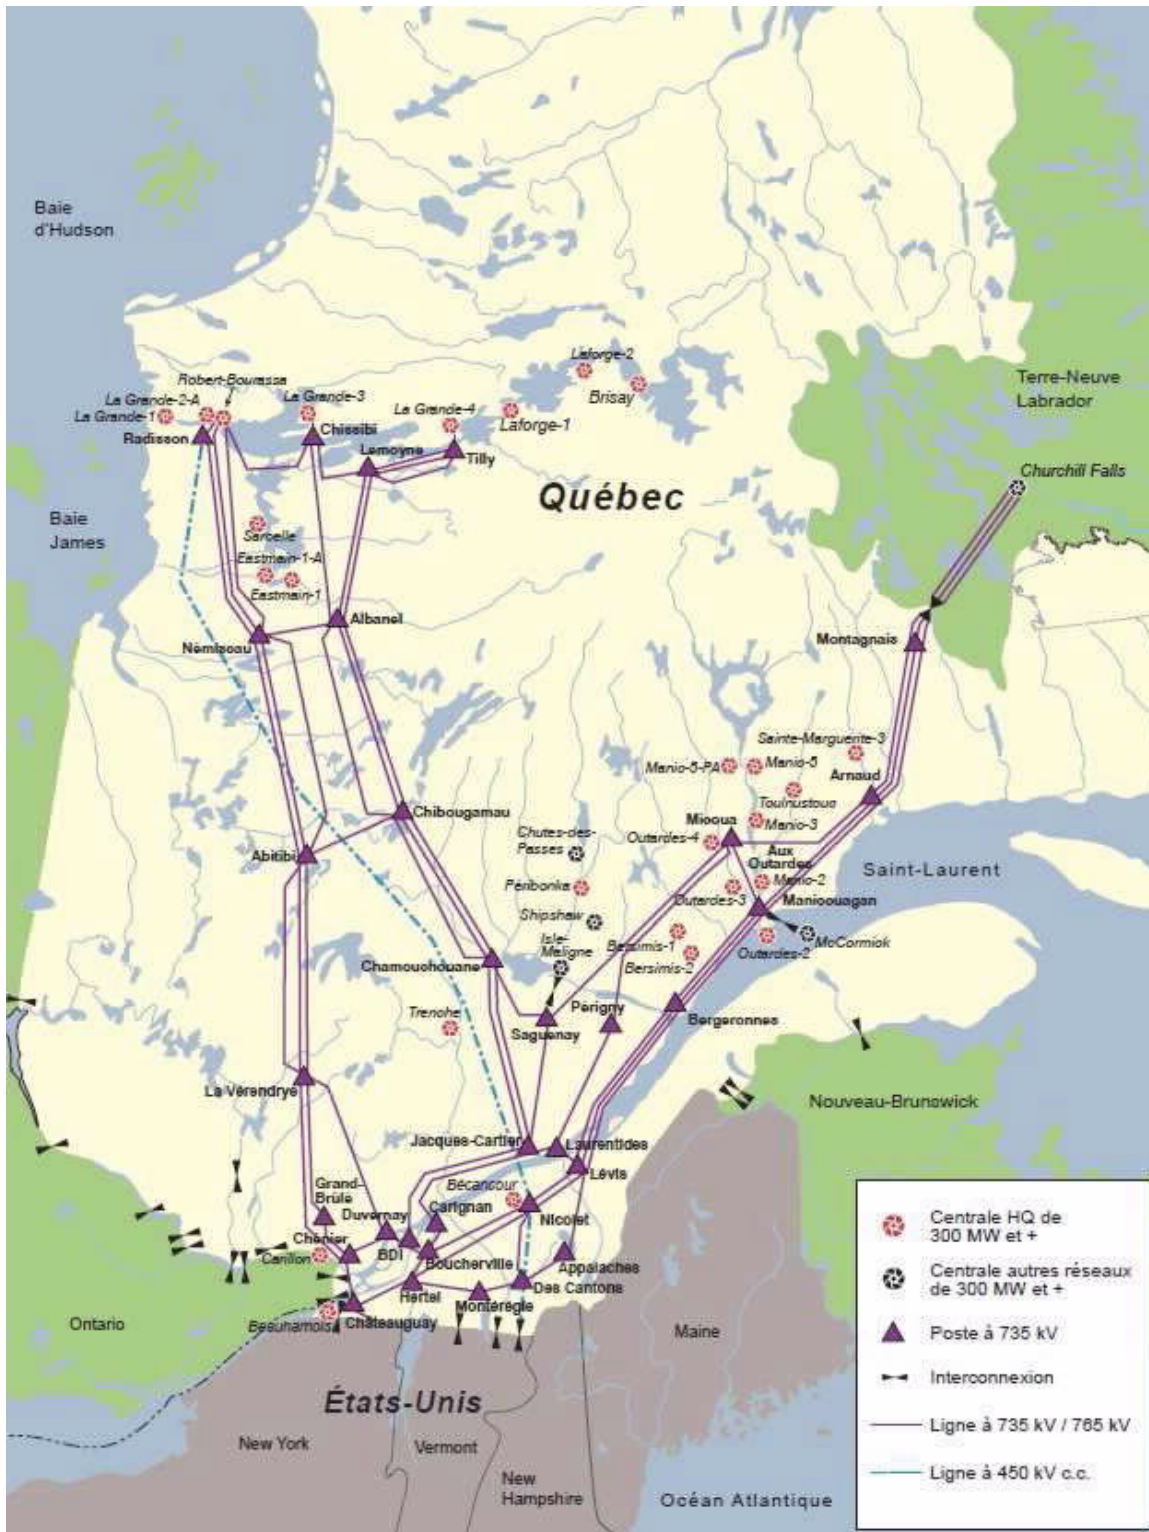 Baie
d'Hudson
Laforge-2
Brisay
Robert-Bourassa
La Grande-2-A
La Grande-1
La Grande-3
La Grande-4
Laforge-1
Radisson
Chissibi
Lemoyne
Tilly
Terre-Neuve
Labrador
Churchill Falls
Québec
Baie
James
Sarcelle
Eastmain-1-A
Eastmain-1
Albanel
Némiscau
Montagnais
Sainte-Marguerite-3
Manic-5-PA
Manic-5
Arnaud
Toulnustouc
Chibougamau
Micoua
Manic-3
Chutes-des-
Passes
Outardes-4
Abitibi
Aux
Outardes
Saint-Laurent
Péribonka
Manic-2
Outardes-3
Manicouagan
Shipshaw
Isle-
Maligne
Bersimis-1
Bersimis-2
Outardes-2
McCormick
Chamouchouane
Trenche
Saguenay
Périgny
Bergeronnes
La Vérendrye
Nouveau-Brunswick
Jacques-Cartier
Laurentides
Lévis
Bécancour
Grand-
Brûlé
Duvernay
Carignan
Nicolet
Chénier
BDI
Carillon
Boucherville
Appalaches
Hertel
Des Cantons
Montérégie
Beauharnois
Châteauguay
Ontario
Maine
États-Unis
New York
Vermont
New
Hampshire
Océan Atlantique
Centrale HQ de
300 MW et +
Centrale autres réseaux
de 300 MW et +
Poste à 735 kV
Interconnexion
Ligne à 735 kV / 765 kV
Ligne à 450 kV c.c.